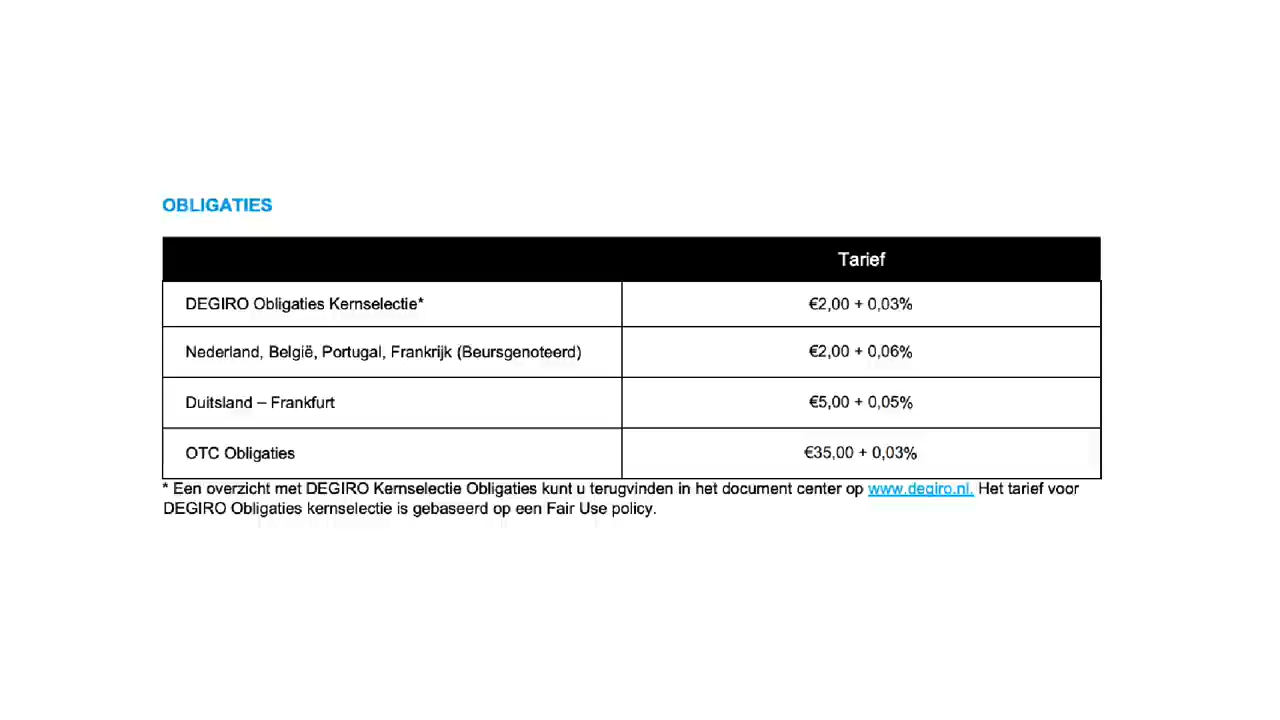 OBLIGATIES
Tarief
DEGIRO Obligaties Kernselectie* €2,00 + 0,03%
Nederland, België, Portugal, Frankrijk (Beursgenoteerd) €2,00 + 0,06%
Duitsland – Frankfurt €5,00 + 0,05%
OTC Obligaties €35,00 + 0,03%
* Een overzicht met DEGIRO Kernselectie Obligaties kunt u terugvinden in het document center op www.degiro.nl. Het tarief voor
DEGIRO Obligaties kernselectie is gebaseerd op een Fair Use policy.